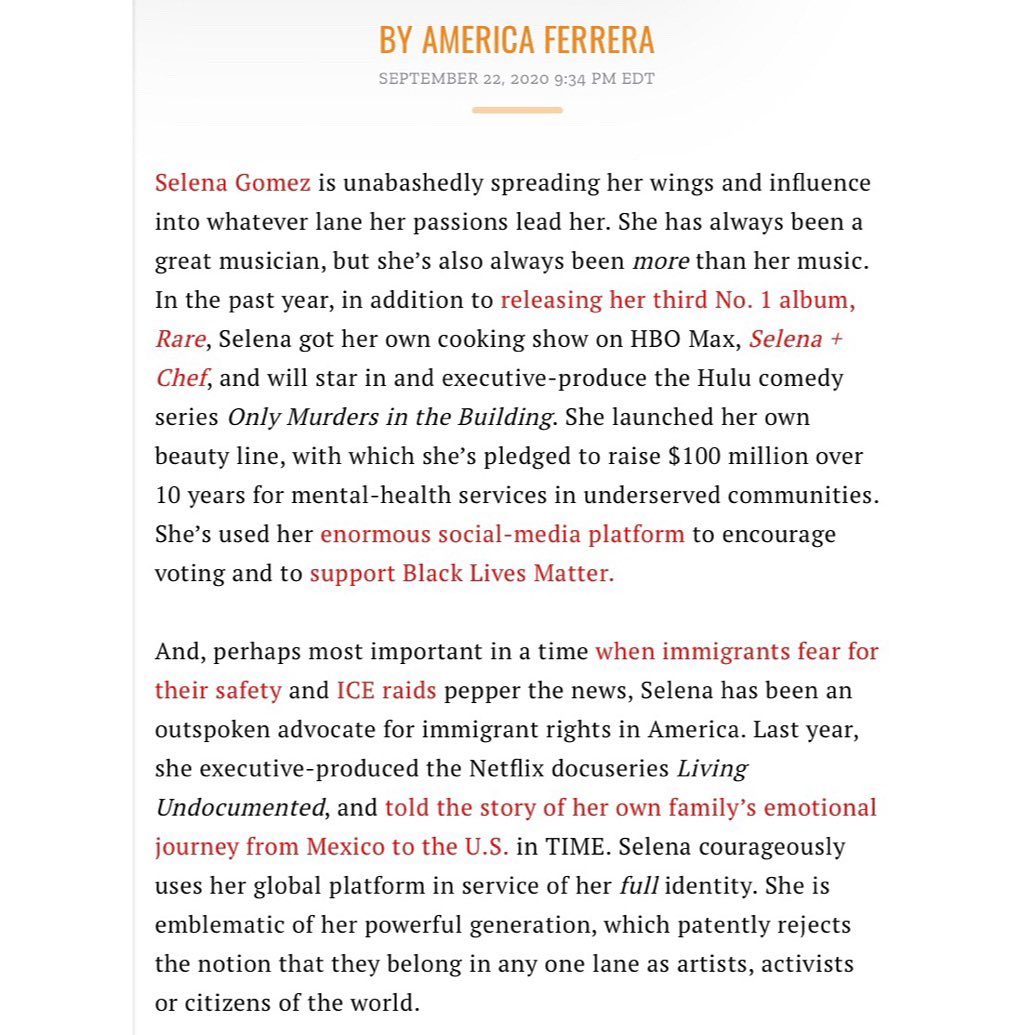 BY AMERICA FERRERA
SEPTEMBER 22, 2020 9:34 PM EDT
Selena Gomez is unabashedly spreading her wings and influence
into whatever lane her passions lead her. She has always been a
great musician, but she’s also always been more than her music.
In the past year, in addition to releasing her third No. 1 album,
Rare, Selena got her own cooking show on HBO Max, Selena +
Chef, and will star in and executive-produce the Hulu comedy
series Only Murders in the Building. She launched her own
beauty line, with which she’s pledged to raise $100 million over
10 years for mental-health services in underserved communities.
She’s used her enormous social-media platform to encourage
voting and to support Black Lives Matter.
And, perhaps most important in a time when immigrants fear for
their safety and ICE raids pepper the news, Selena has been an
outspoken advocate for immigrant rights in America. Last year,
she executive-produced the Netflix docuseries Living
Undocumented, and told the story of her own family’s emotional
journey from Mexico to the U.S. in TIME. Selena courageously
uses her global platform in service of her full identity. She is
emblematic of her powerful generation, which patently rejects
the notion that they belong in any one lane as artists, activists
or citizens of the world.